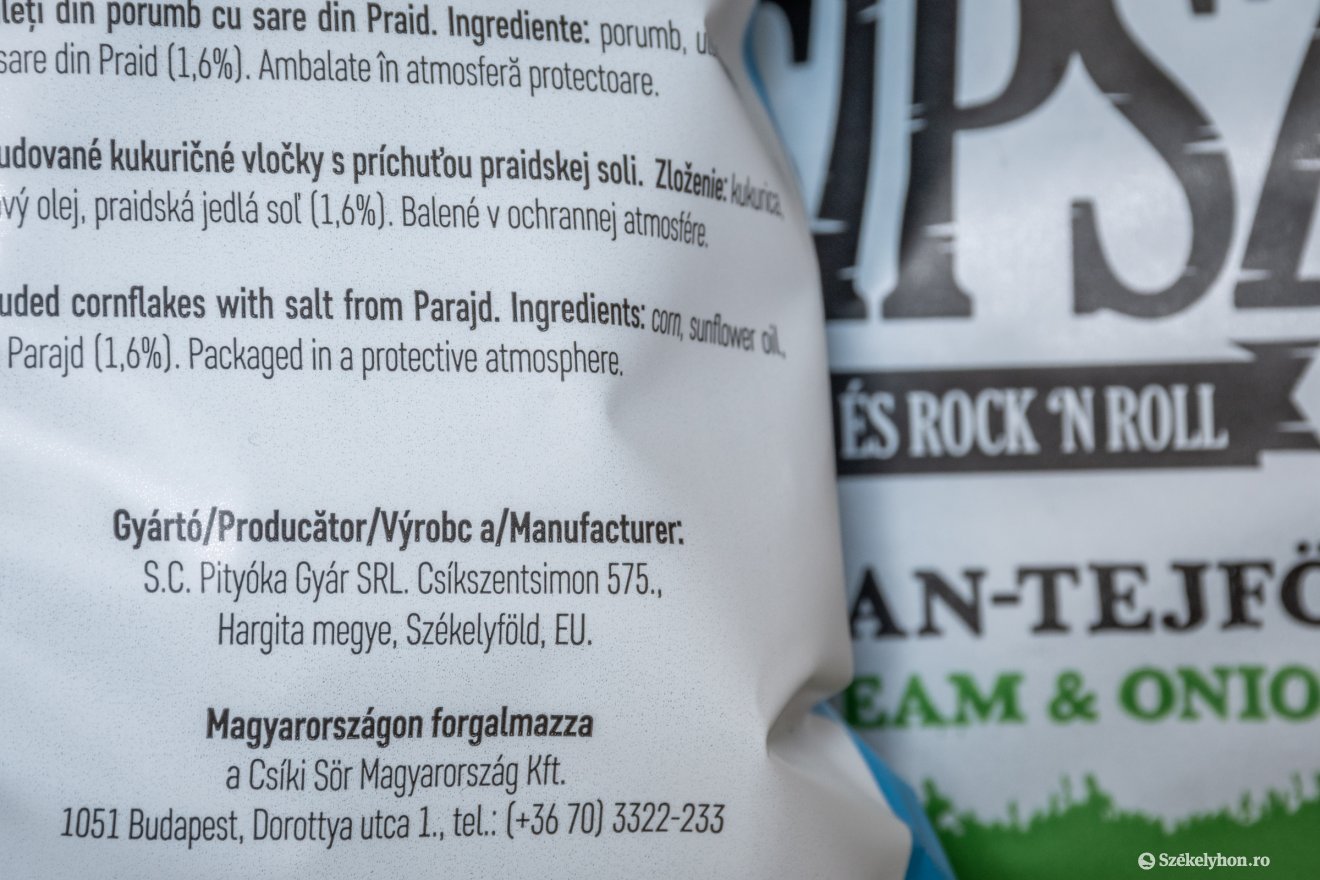 leți din porumb cu sare din Praid. Ingrediente: porumb,
sare din Praid (1,6%). Ambalate în atmosferă protectoare.
udované kukuričné vločky s príchuťou praidskej soli. Zloženie: kukurica,
ový olej, praidská jedlá soľ (1,6%). Balené v ochrannej atmosfére.
uded cornflakes with salt from Parajd. Ingredients: corn, sunflower oil.,
Parajd (1,6%). Packaged in a protective atmosphere.
Gyártó/Producător/Výrobc a/Manufacturer:
S.C. Pityóka Gyár SRL. Csíkszentsimon 575.,
Hargita megye, Székelyföld, EU.
Magyarországon forgalmazza
a Csíki Sör Magyarország Kft.
1051 Budapest, Dorottya utca 1., tel.: (+36 70) 3322-233
IPS
ÉS ROCK 'N ROLL
AN-TEJFÖ
EAM & ONIO
Székelyhon.ro